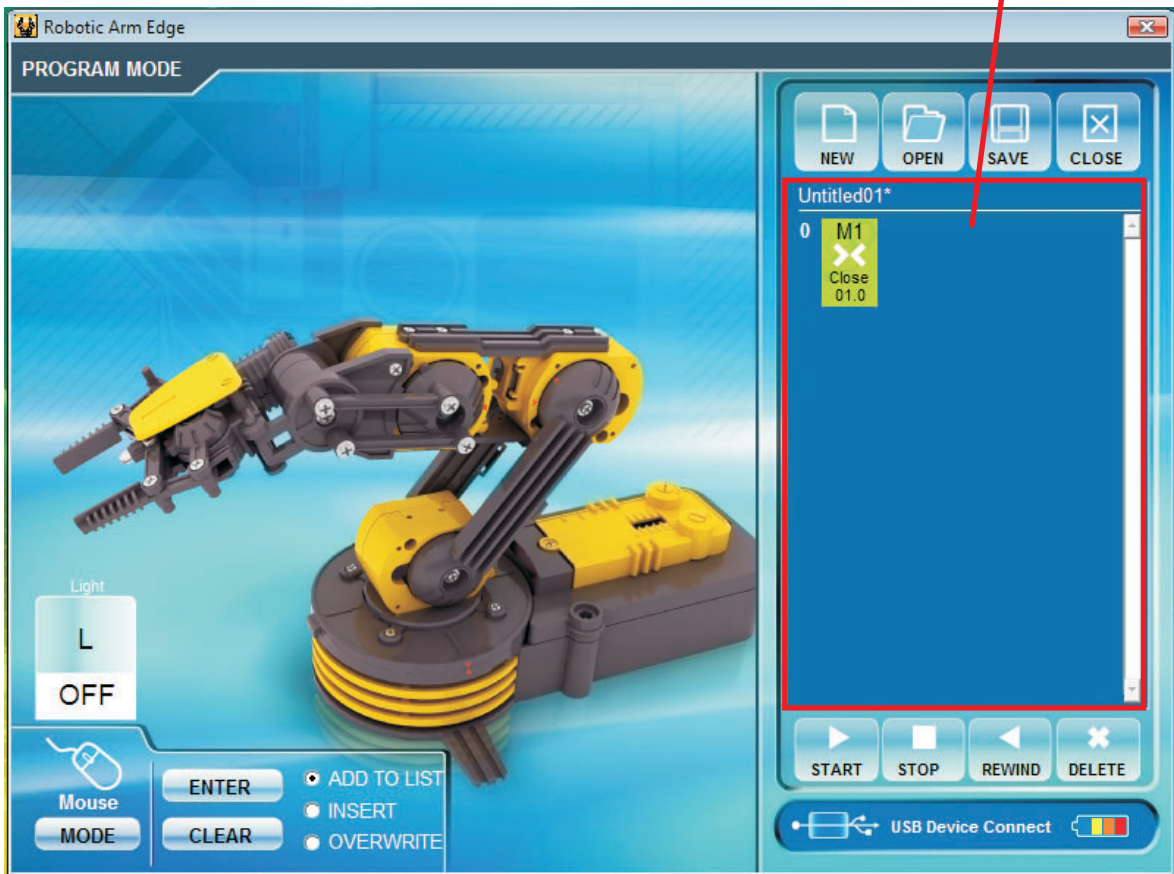 Robotic Arm Edge
PROGRAM MODE
NEW OPEN SAVE CLOSE
Untitled01*
0 M1
Close
01.0
Light
L
OFF
START STOP REWIND DELETE
Mouse
MODE
ENTER
CLEAR
ADD TO LIST
INSERT
OVERWRITE
USB Device Connect